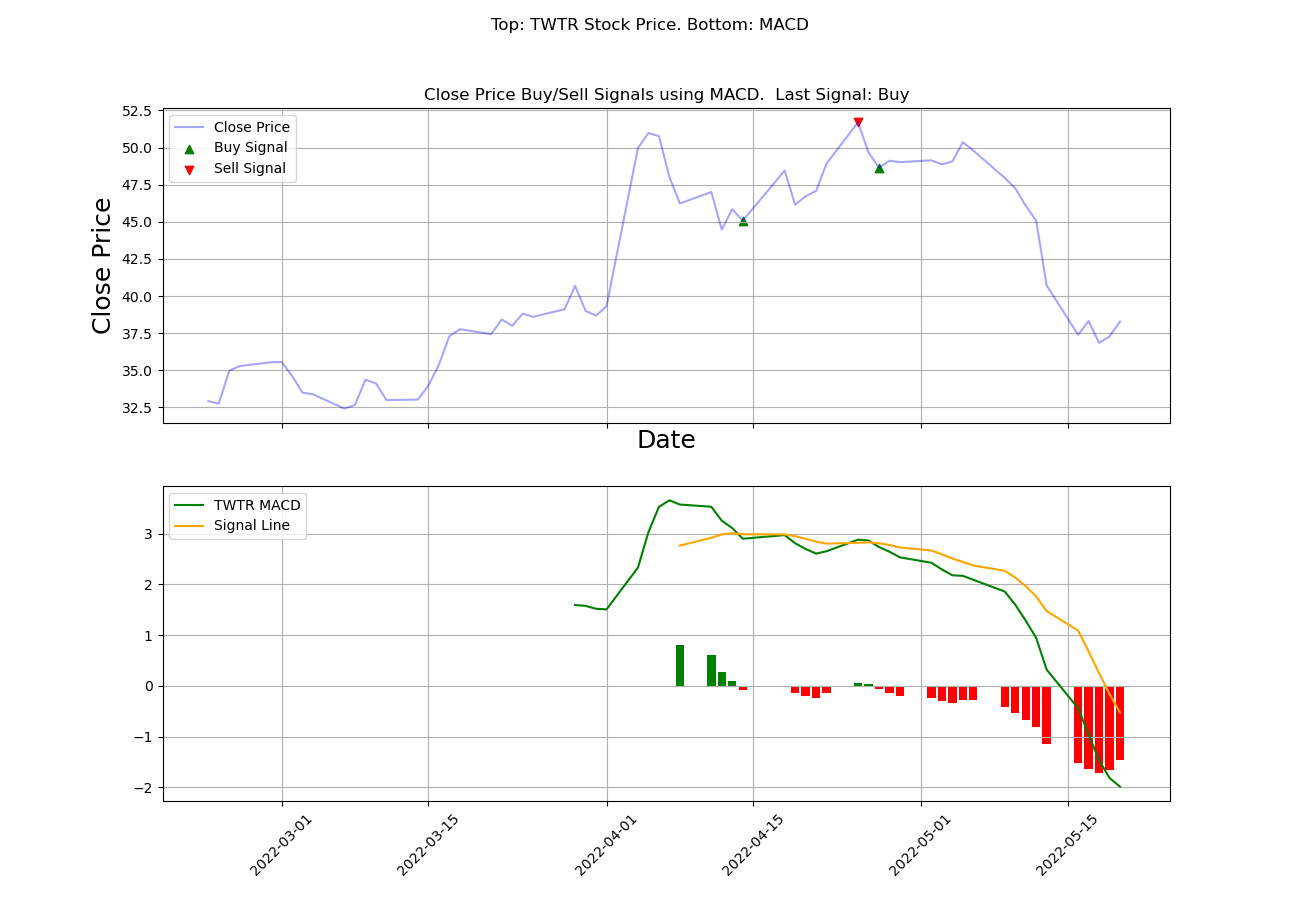 Top: TWTR Stock Price. Bottom: MACD
Close Price Buy/Sell Signals using MACD.  Last Signal: Buy
Close Price
Buy Signal
Sell Signal
52.5
50.0
47.5
45.0
42.5
40.0
37.5
35.0
32.5
Close Price
Date
TWTR MACD
Signal Line
3
2
1
0
−1
−2
2022-03-01
2022-03-15
2022-04-01
2022-04-15
2022-05-01
2022-05-15